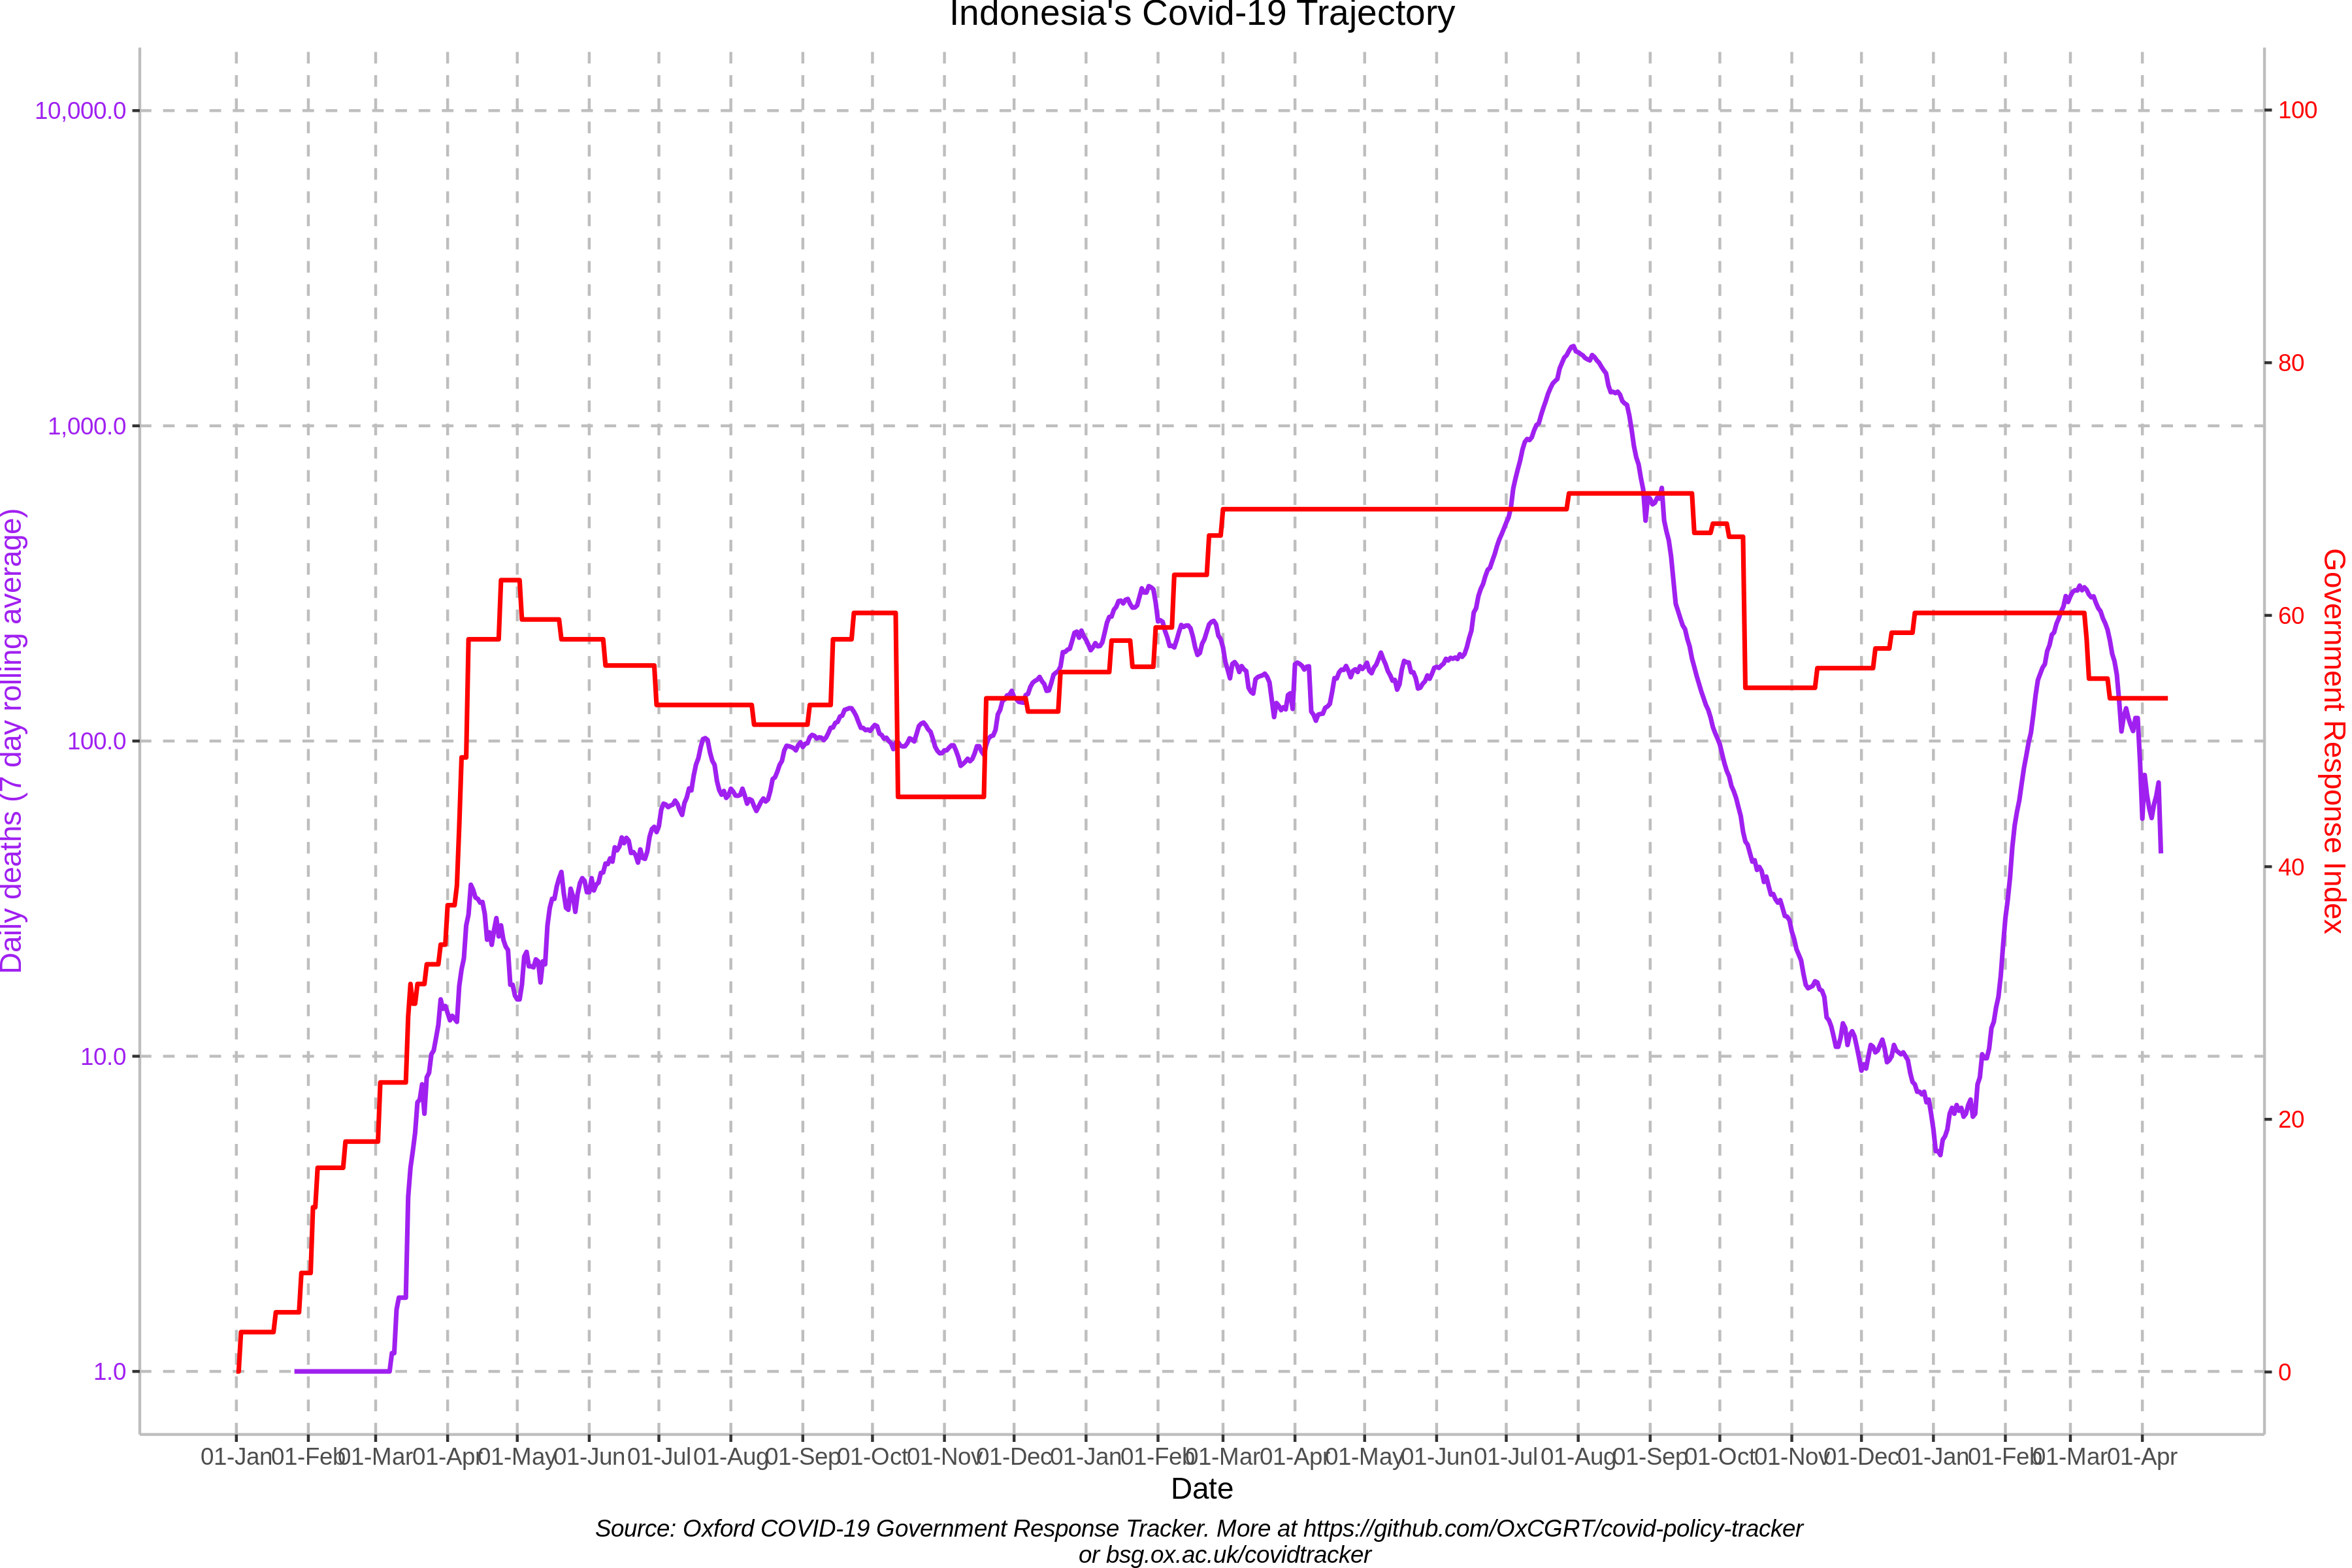 Indonesia's Covid-19 Trajectory
10,000.0
1,000.0
100.0
10.0
1.0
Daily deaths (7 day rolling average)
100
80
60
40
20
0
Government Response Index
01-Jan 01-Feb 01-Mar 01-Apr 01-May 01-Jun 01-Jul 01-Aug 01-Sep 01-Oct 01-Nov 01-Dec 01-Jan 01-Feb 01-Mar 01-Apr 01-May 01-Jun 01-Jul 01-Aug 01-Sep 01-Oct 01-Nov 01-Dec 01-Jan 01-Feb 01-Mar 01-Apr
Date
Source: Oxford COVID-19 Government Response Tracker. More at https://github.com/OxCGRT/covid-policy-tracker
or bsg.ox.ac.uk/covidtracker